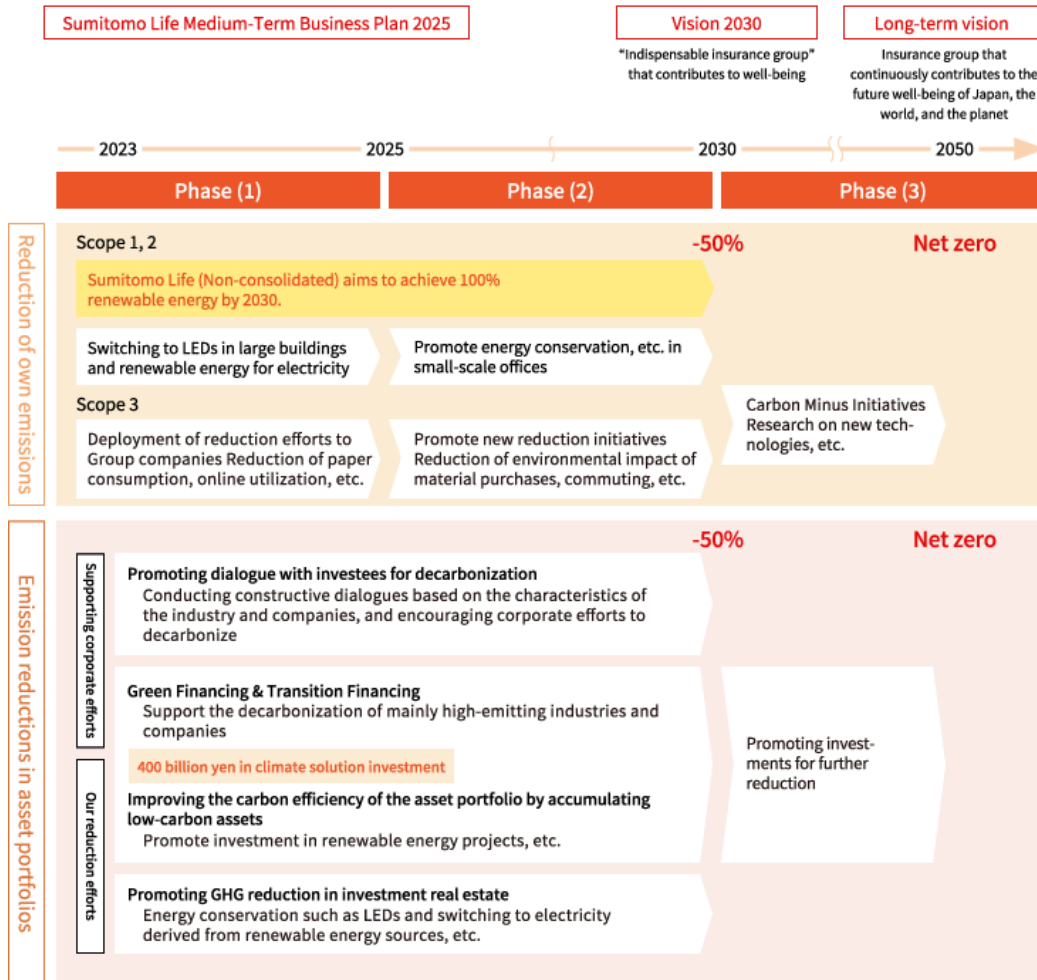 Sumitomo Life Medium-Term Business Plan 2025
Vision 2030
"Indispensable insurance group"
that contributes to well-being
Long-term vision
Insurance group that
continuously contributes to the
future well-being of Japan, the
world, and the planet
2023
2025
2030
2050
Phase (1)
Phase (2)
Phase (3)
Reduction of own emissions
Scope 1, 2
-50%
Net zero
Sumitomo Life (Non-consolidated) aims to achieve 100%
renewable energy by 2030.
Switching to LEDs in large buildings
and renewable energy for electricity
Promote energy conservation, etc. in
small-scale offices
Scope 3
Deployment of reduction efforts to
Group companies Reduction of paper
consumption, online utilization, etc.
Promote new reduction initiatives
Reduction of environmental impact of
material purchases, commuting, etc.
Carbon Minus Initiatives
Research on new tech-
nologies, etc.
Emission reductions in asset portfolios
-50%
Net zero
Supporting corporate efforts
Promoting dialogue with investees for decarbonization
Conducting constructive dialogues based on the characteristics of
the industry and companies, and encouraging corporate efforts to
decarbonize
Green Financing & Transition Financing
Support the decarbonization of mainly high-emitting industries and
companies
400 billion yen in climate solution investment
Our reduction efforts
Improving the carbon efficiency of the asset portfolio by accumulating
low-carbon assets
Promote investment in renewable energy projects, etc.
Promoting invest-
ments for further
reduction
Promoting GHG reduction in investment real estate
Energy conservation such as LEDs and switching to electricity
derived from renewable energy sources, etc.